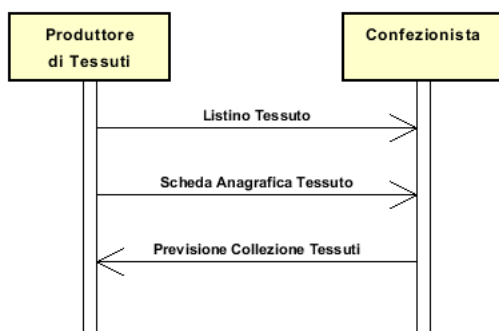 Produttore
di Tessuti
Confezionista
Listino Tessuto
Scheda Anagrafica Tessuto
Previsione Collezione Tessuti